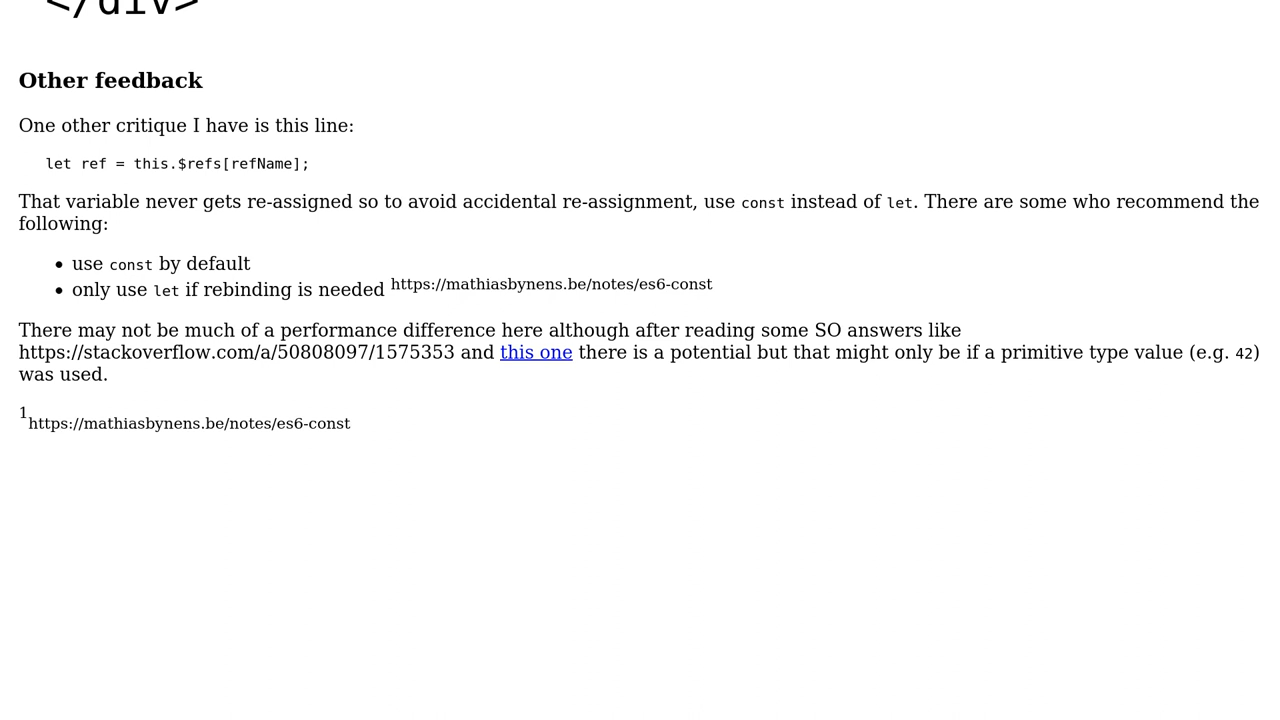 </div>
Other feedback
One other critique I have is this line:
let ref = this.$refs[refName];
That variable never gets re-assigned so to avoid accidental re-assignment, use const instead of let. There are some who recommend the
following:
• use const by default
• only use let if rebinding is needed https://mathiasbynens.be/notes/es6-const
There may not be much of a performance difference here although after reading some SO answers like
https://stackoverflow.com/a/50808097/1575353 and this one there is a potential but that might only be if a primitive type value (e.g. 42)
was used.
1https://mathiasbynens.be/notes/es6-const